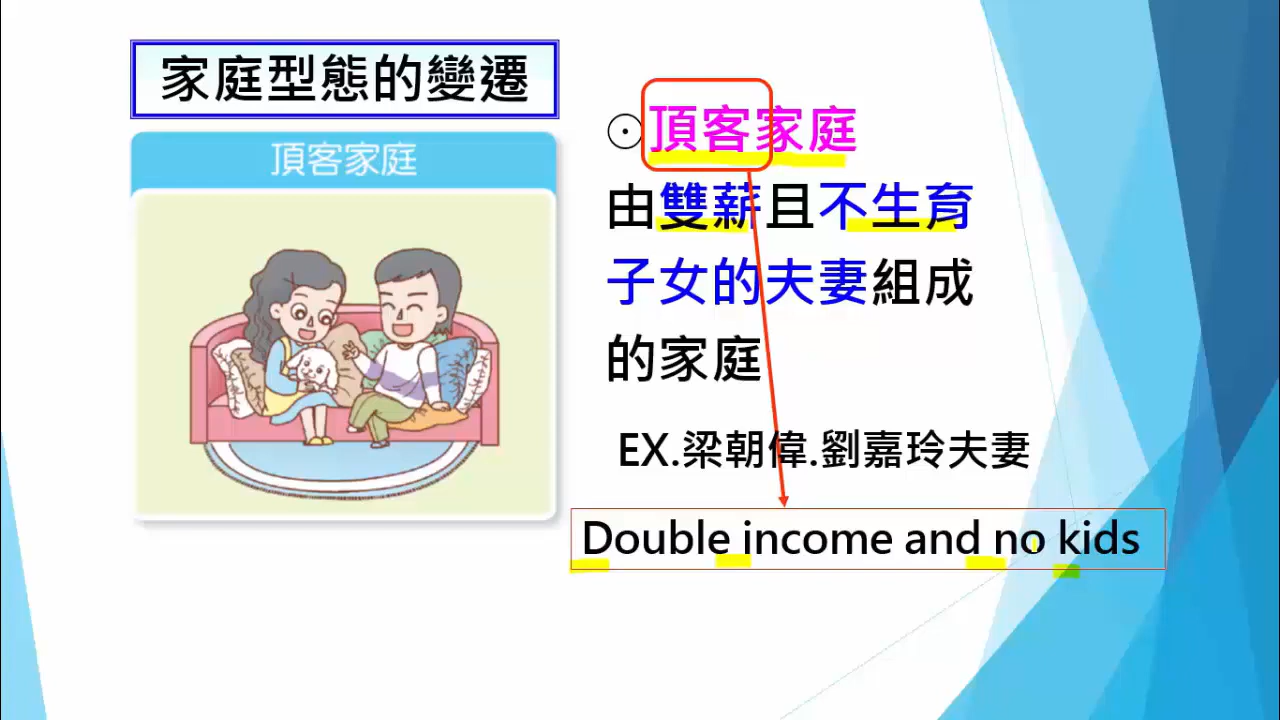 家庭型態的變遷
頂客家庭
⊙頂客家庭
由雙薪且不生育
子女的夫妻組成
的家庭
EX.梁朝偉.劉嘉玲夫妻
Double income and no kids